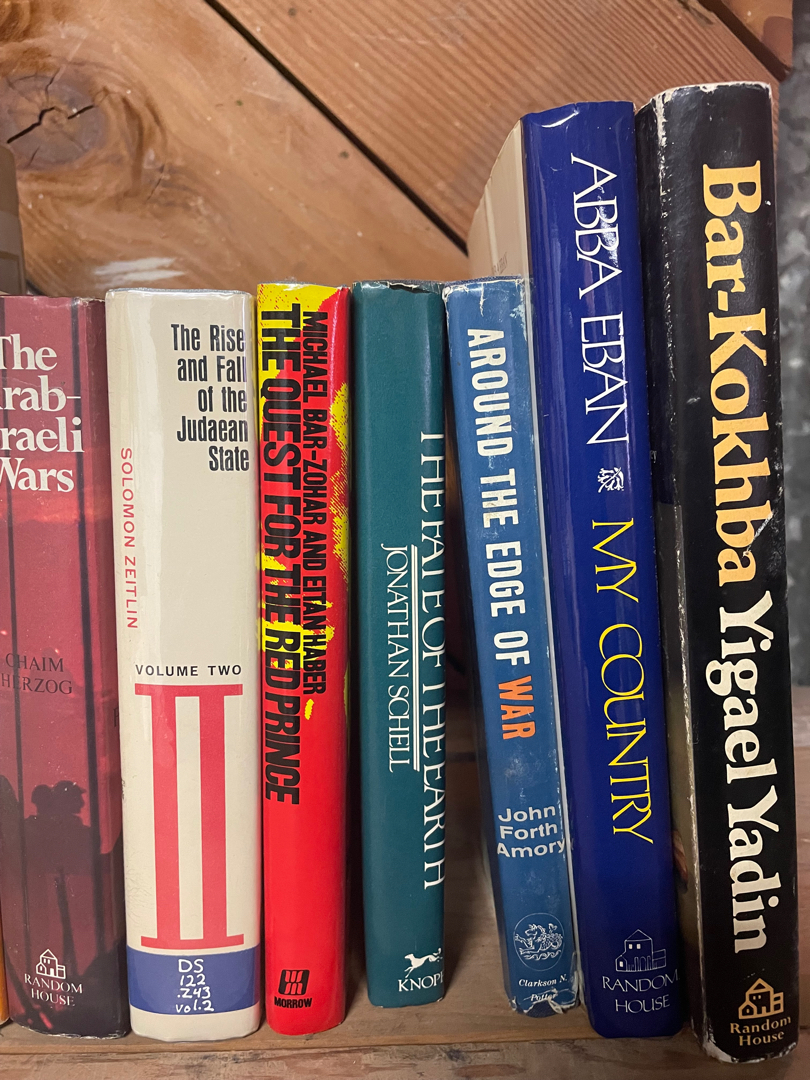 The
Arab-
Israeli
Wars
CHAIM
HERZOG
RANDOM
HOUSE
The Rise
and Fall
of the
Judaean
State
SOLOMON ZEITLIN
VOLUME TWO
II
DS
122
.Z43
vol.2
MICHAEL BAR-ZOHAR AND EITAN HABER
THE QUEST FOR THE RED PRINCE
MORROW
THE FATE OF THE EARTH
JONATHAN SCHELL
KNOPF
AROUND THE EDGE OF WAR
John
Forth
Amory
Clarkson N.
Potter
ABBA EBAN MY COUNTRY
RANDOM
HOUSE
Bar-Kokhba Yigael Yadin
Random
House